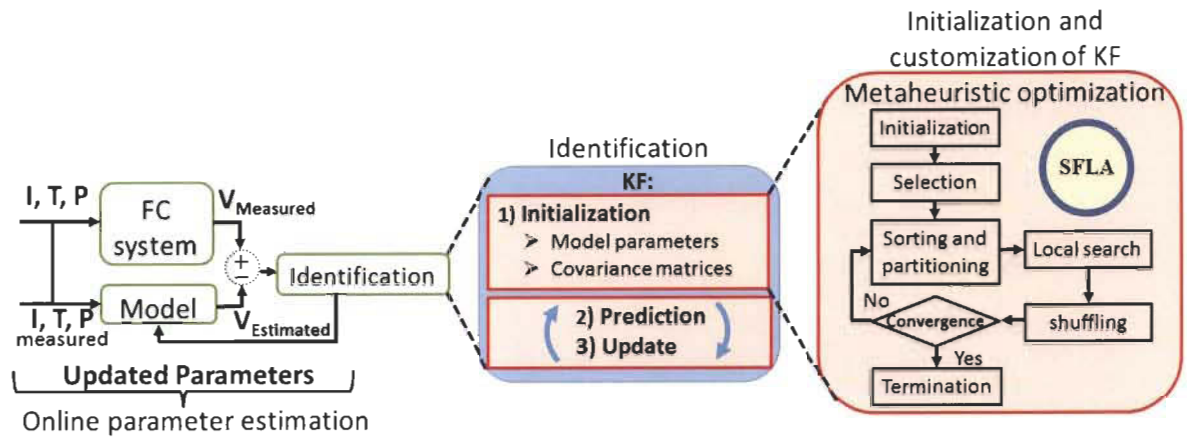 I, T, P
FC
system
V Measured
+
−
Identification
I, T, P
measured
Model
V Estimated
Updated Parameters
Online parameter estimation
Identification
KF:
1) Initialization
➢ Model parameters
➢ Covariance matrices
2) Prediction
3) Update
Initialization and
customization of KF
Metaheuristic optimization
Initialization
SFLA
Selection
Sorting and
partitioning
Local search
No
Convergence
shuffling
Yes
Termination